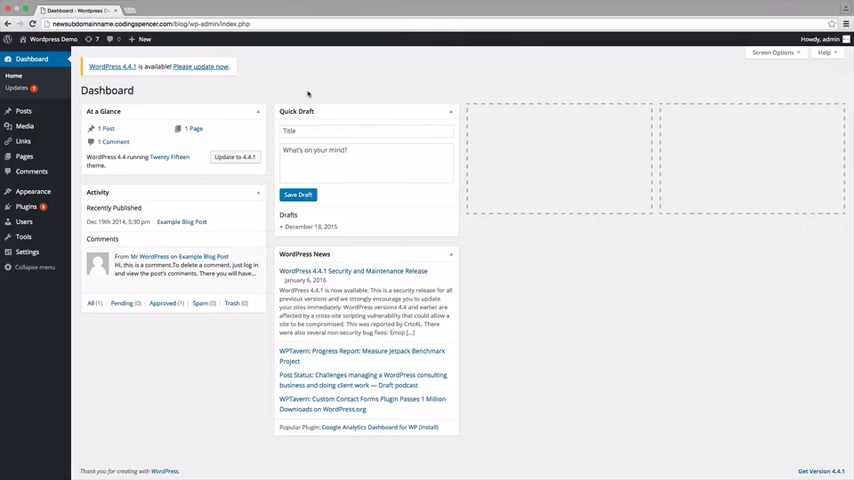 Dashboard ‹ WordPress De
newsubdomainname.codingspencer.com/blog/wp-admin/index.php
WordPress Demo 7 New Howdy, admin
Dashboard
Home
Updates
Posts
Media
Links
Pages
Comments
Appearance
Plugins
Users
Tools
Settings
Collapse menu
Screen Options Help
WordPress 4.4.1 is available! Please update now.
Dashboard
At a Glance
1 Post 1 Page
1 Comment
WordPress 4.4 running Twenty Fifteen
theme.
Update to 4.4.1
Activity
Recently Published
Dec 19th 2014, 5:30 pm Example Blog Post
Comments
From Mr WordPress on Example Blog Post
Hi, this is a comment.To delete a comment, just log in
and view the post's comments. There you will have...
All (1) | Pending (0) | Approved (1) | Spam (0) | Trash (0)
Quick Draft
Title
What's on your mind?
Save Draft
Drafts
December 18, 2015
WordPress News
WordPress 4.4.1 Security and Maintenance Release
January 6, 2016
WordPress 4.4.1 is now available. This is a security release for all
previous versions and we strongly encourage you to update
your sites immediately. WordPress versions 4.4 and earlier are
affected by a cross-site scripting vulnerability that could allow a
site to be compromised. This was reported by Crtc4L. There
were also several non-security bug fixes: Emoji [...]
WPTavern: Progress Report: Measure Jetpack Benchmark
Project
Post Status: Challenges managing a WordPress consulting
business and doing client work — Draft podcast
WPTavern: Custom Contact Forms Plugin Passes 1 Million
Downloads on WordPress.org
Popular Plugin: Google Analytics Dashboard for WP (Install)
Thank you for creating with WordPress.
Get Version 4.4.1